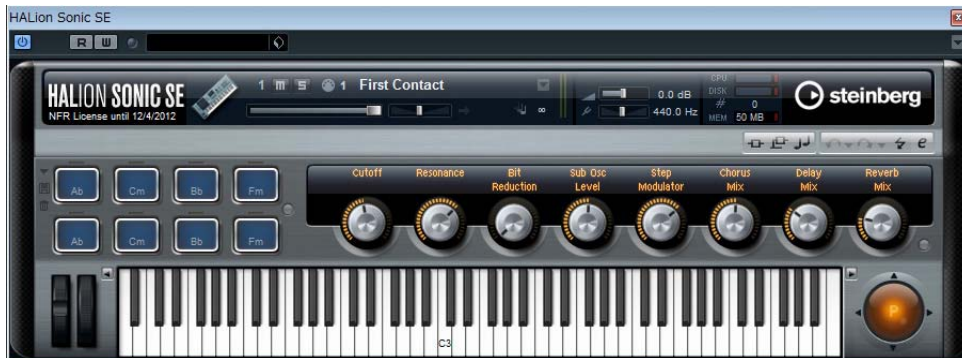 HALion Sonic SE
R W
HALION SONIC SE
NFR License until 12/4/2012
1 m s 1 First Contact
0.0 dB
440.0 Hz
CPU
DISK
# 0
MEM 50 MB
steinberg
e
Ab Cm Bb Fm
Ab Cm Bb Fm
Cutoff
Resonance
Bit
Reduction
Sub Osc
Level
Step
Modulator
Chorus
Mix
Delay
Mix
Reverb
Mix
C3
P